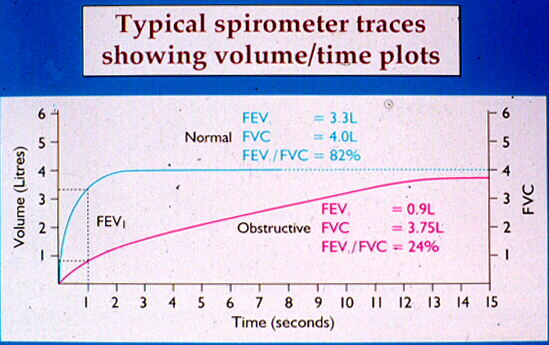 Typical spirometer traces
showing volume/time plots
FEV₁ = 3.3L
Normal FVC = 4.0L
FEV₁/FVC = 82%
FEV₁
FEV₁ = 0.9L
Obstructive FVC = 3.75L
FEV₁/FVC = 24%
Volume (Litres)
6
5
4
3
2
1
6
5
4
3
2
1
FVC
1 2 3 4 5 6 7 8 9 10 11 12 13 14 15
Time (seconds)